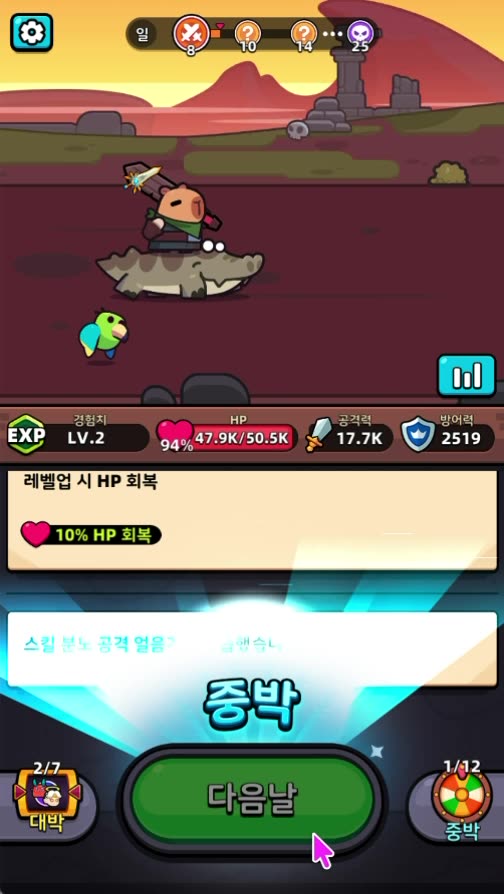 일
8
10
14
25
경험치
HP
공격력
방어력
EXP
LV.2
94%
47.9K/50.5K
17.7K
2519
레벨업 시 HP 회복
10% HP 회복
스킬 분노 공격 얼음
중박
2/7
대박
다음날
1/12
중박